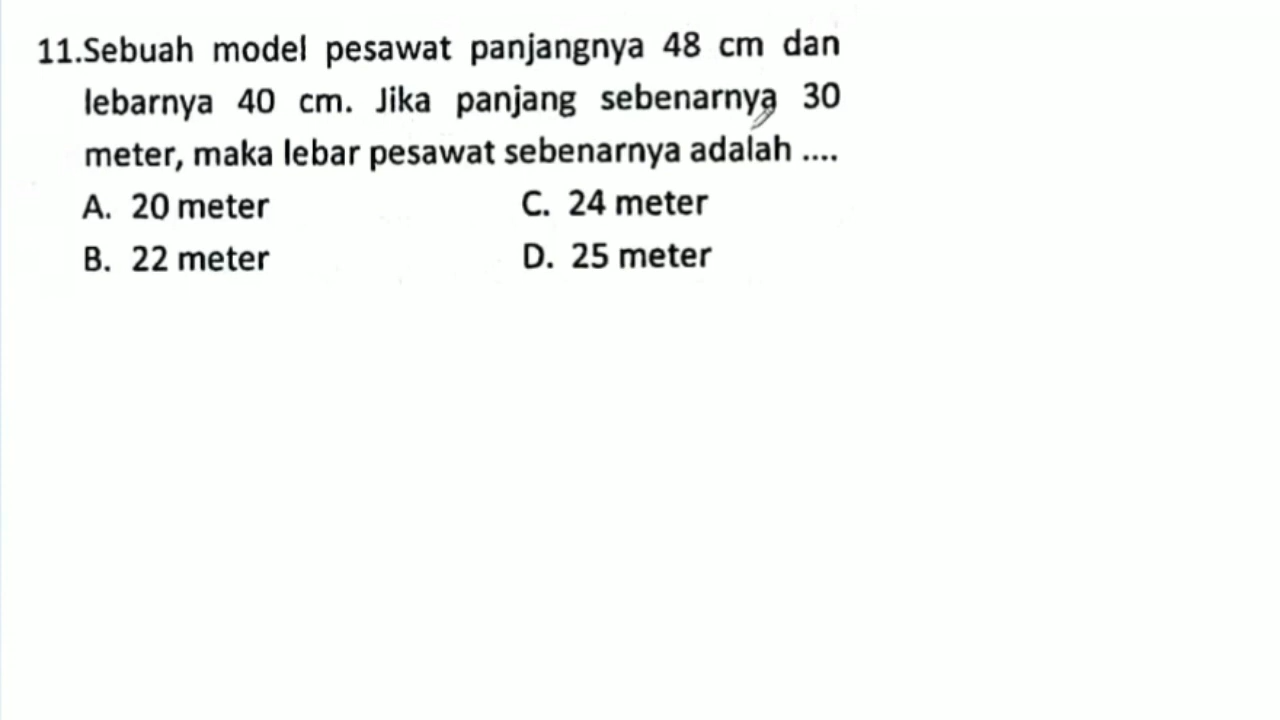 11.Sebuah model pesawat panjangnya 48 cm dan
lebarnya 40 cm. Jika panjang sebenarnya 30
meter, maka lebar pesawat sebenarnya adalah ....
A. 20 meter C. 24 meter
B. 22 meter D. 25 meter